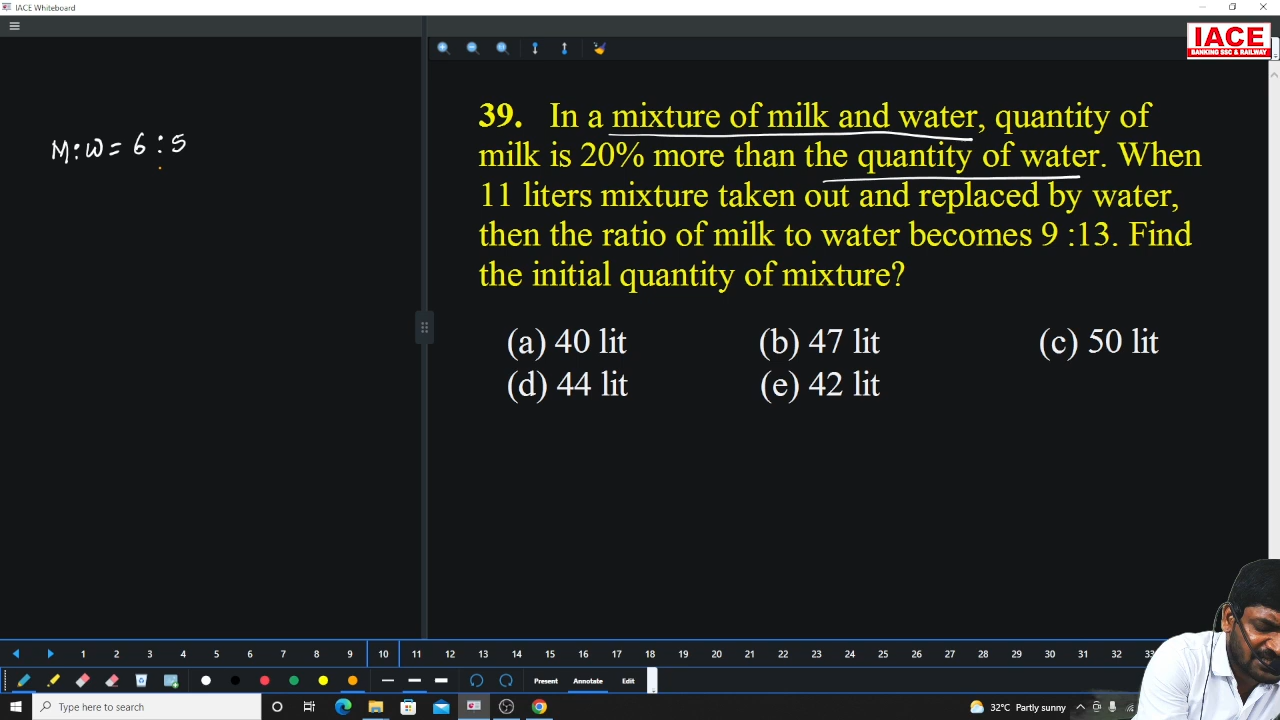 IACE Whiteboard
IACE
BANKING SSC & RAILWAY
M:W = 6 : 5
39. In a mixture of milk and water, quantity of
milk is 20% more than the quantity of water. When
11 liters mixture taken out and replaced by water,
then the ratio of milk to water becomes 9 :13. Find
the initial quantity of mixture?
(a) 40 lit (b) 47 lit (c) 50 lit
(d) 44 lit (e) 42 lit
1 2 3 4 5 6 7 8 9 10 11 12 13 14 15 16 17 18 19 20 21 22 23 24 25 26 27 28 29 30 31 32 33
Present Annotate Edit
Type here to search
32°C Partly sunny